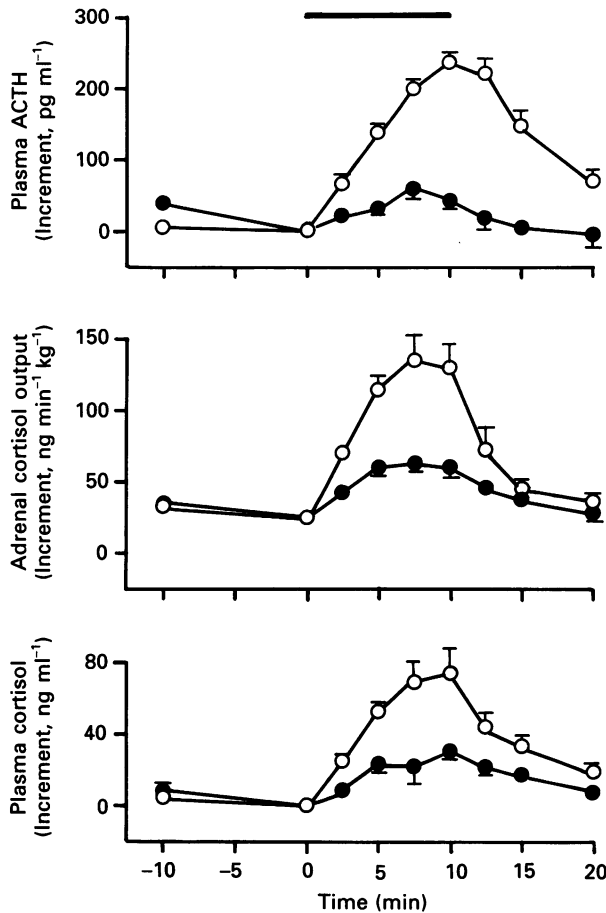 Plasma ACTH
(Increment, pg ml⁻¹)
300
200
100
0
Adrenal cortisol output
(Increment, ng min⁻¹ kg⁻¹)
150
100
50
0
Plasma cortisol
(Increment, ng ml⁻¹)
80
40
0
−10 −5 0 5 10 15 20
Time (min)